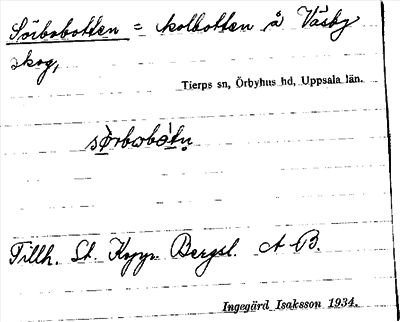 Sörbobotten = kolbotten å Väsby
skog,
Tierps sn, Örbyhus hd, Uppsala län.
Tillh. St. Kopp. Bergsl. A B.
Ingegärd Isaksson 1934.